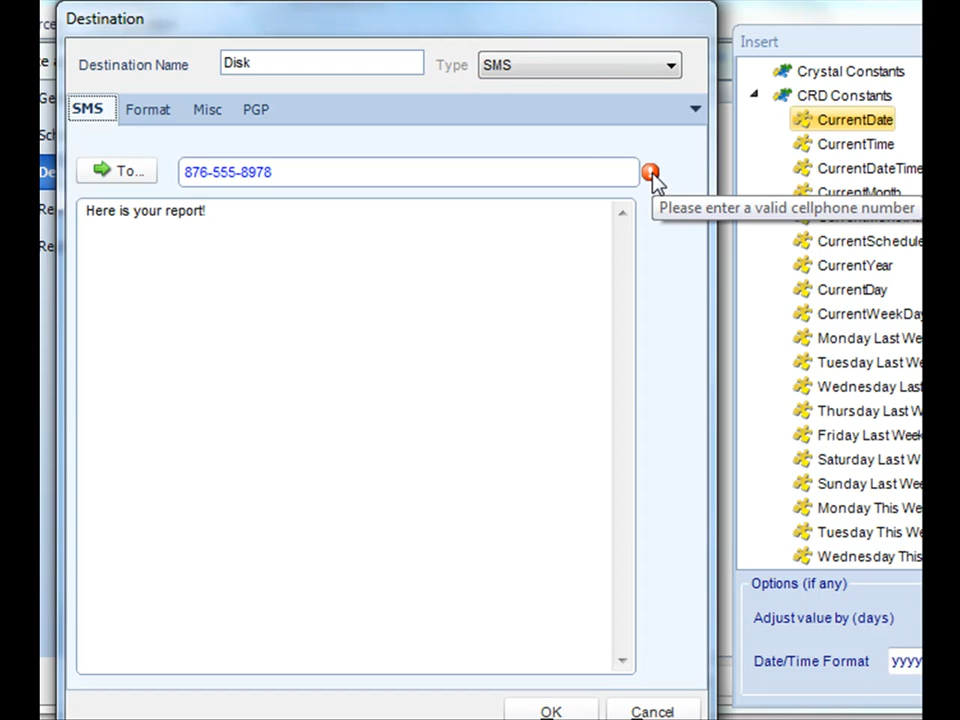 Destination
Destination Name
Disk
Type
SMS
SMS
Format
Misc
PGP
To...
876-555-8978
Please enter a valid cellphone number
Here is your report!
OK
Cancel
Insert
Crystal Constants
CRD Constants
CurrentDate
CurrentTime
CurrentDateTime
CurrentMonth
CurrentSchedule
CurrentYear
CurrentDay
CurrentWeekDay
Monday Last We
Tuesday Last W
Wednesday Last
Thursday Last W
Friday Last Week
Saturday Last W
Sunday Last Wee
Monday This We
Tuesday This We
Wednesday This
Options (if any)
Adjust value by (days)
Date/Time Format
yyyy